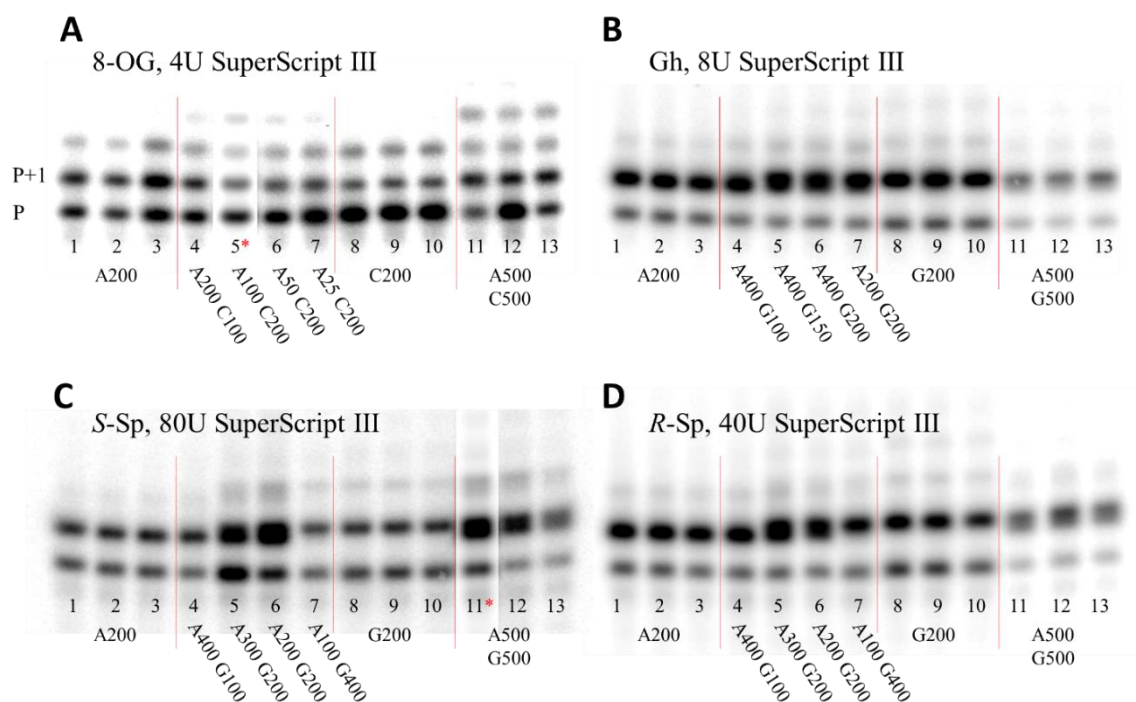 A
8-OG, 4U SuperScript III
P+1
P
1 2 3 4 5* 6 7 8 9 10 11 12 13
A200
A200 C100
A100 C200
A50 C200
A25 C200
C200
A500
C500
B
Gh, 8U SuperScript III
1 2 3 4 5 6 7 8 9 10 11 12 13
A200
A400 G100
A400 G150
A400 G200
A200 G200
G200
A500
G500
C
S-Sp, 80U SuperScript III
1 2 3 4 5 6 7 8 9 10 11* 12 13
A200
A400 G100
A300 G200
A200 G200
A100 G400
G200
A500
G500
D
R-Sp, 40U SuperScript III
1 2 3 4 5 6 7 8 9 10 11 12 13
A200
A400 G100
A300 G200
A200 G200
A100 G400
G200
A500
G500